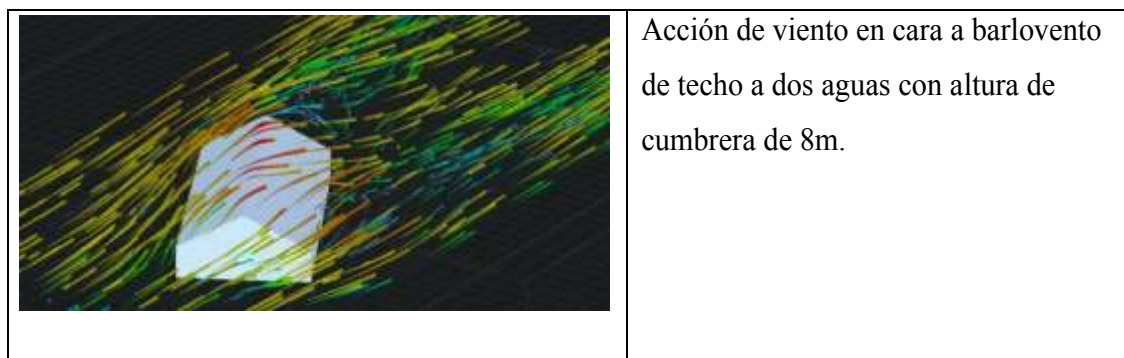 Acción de viento en cara a barlovento
de techo a dos aguas con altura de
cumbrera de 8m.